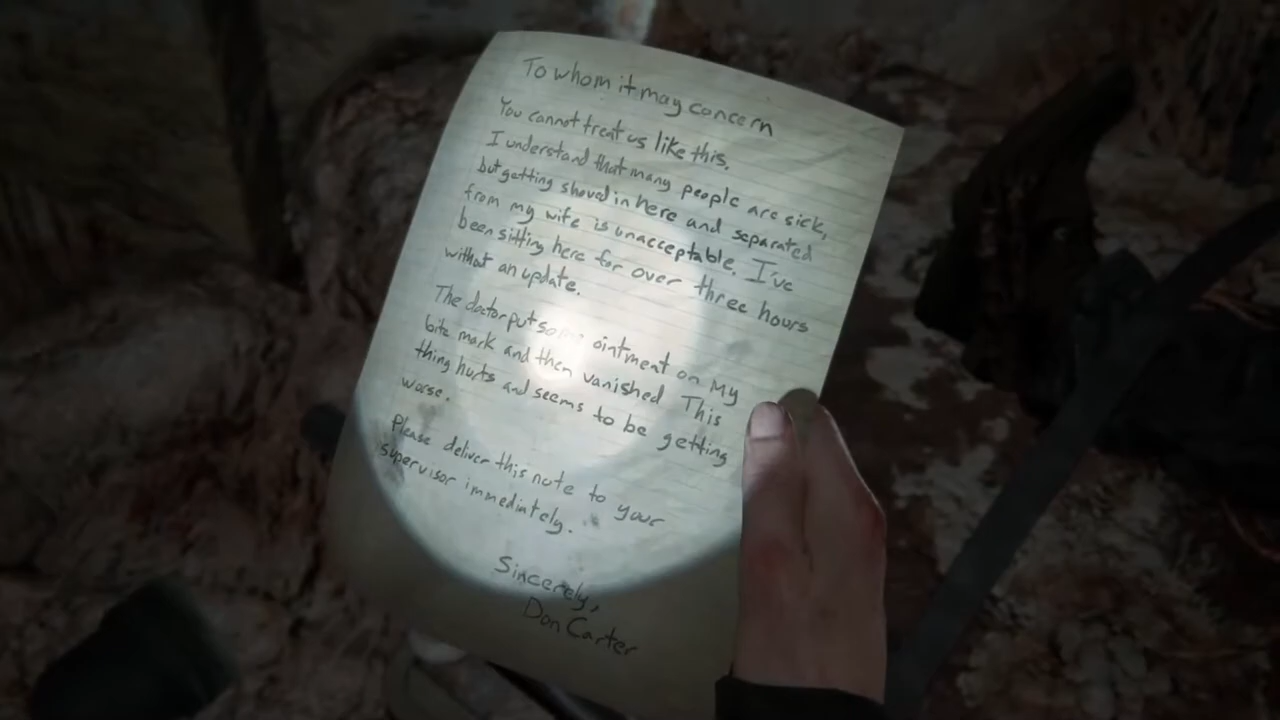 To whom it may concern
You cannot treat us like this.
I understand that many people are sick,
but getting shoved in here and separated
from my wife is unacceptable. I've
been sitting here for over three hours
without an update.
The doctor put some ointment on my
bite mark and then vanished This
thing hurts and seems to be getting
worse.
Please deliver this note to your
supervisor immediately.
Sincerely,
Don Carter